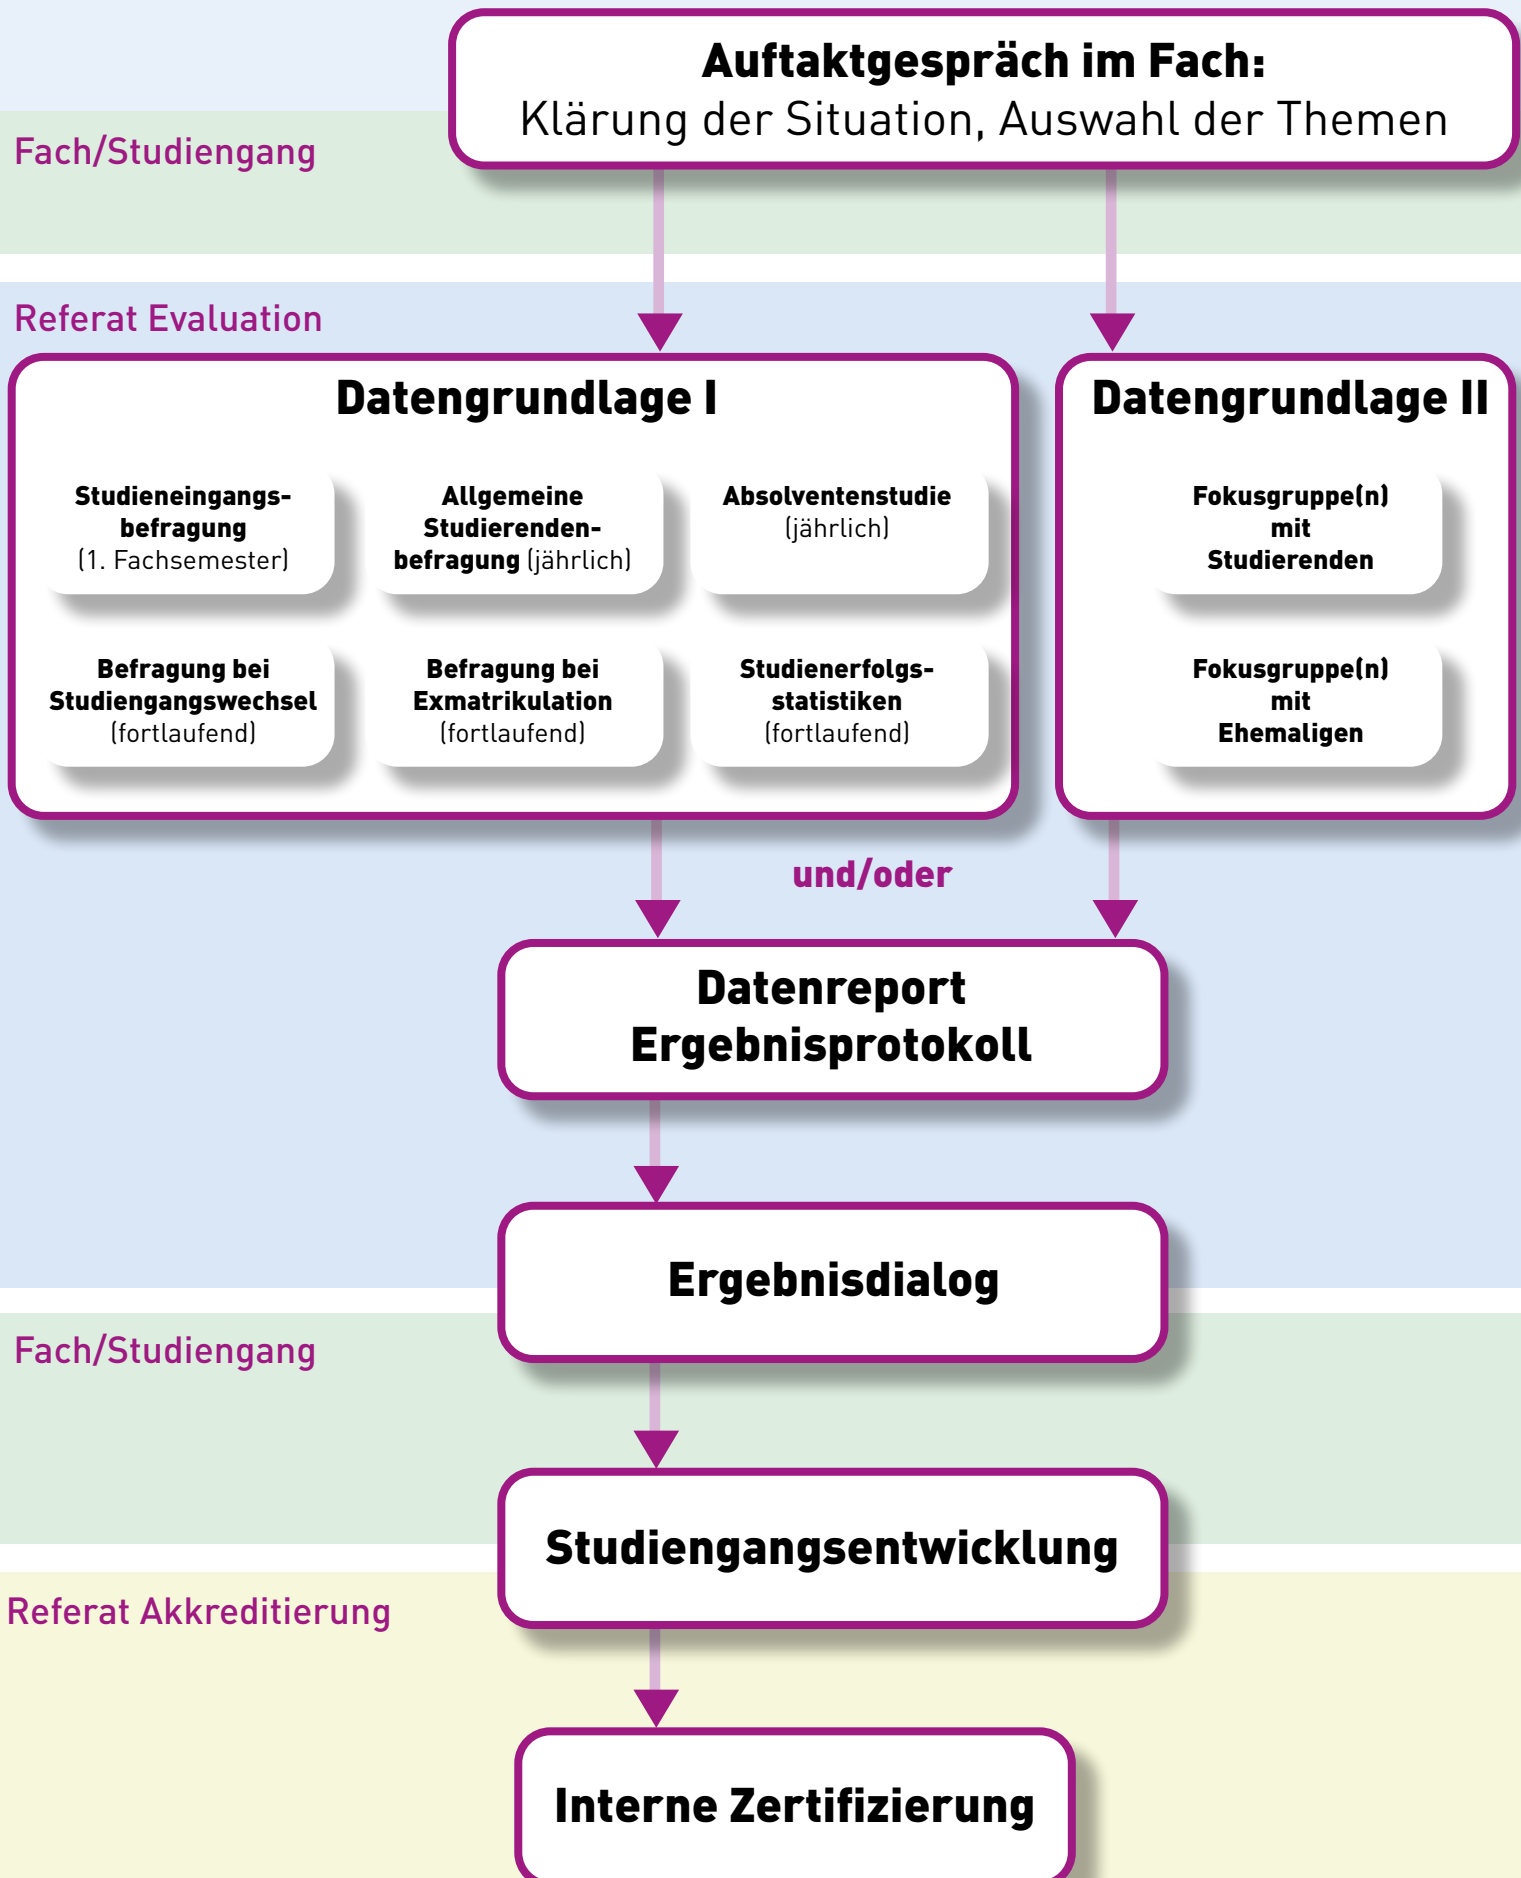 Auftaktgespräch im Fach:
Klärung der Situation, Auswahl der Themen
Fach/Studiengang
Referat Evaluation
Datengrundlage I
Studieneingangs-
befragung
(1. Fachsemester)
Allgemeine
Studierenden-
befragung (jährlich)
Absolventenstudie
(jährlich)
Befragung bei
Studiengangswechsel
(fortlaufend)
Befragung bei
Exmatrikulation
(fortlaufend)
Studienerfolgs-
statistiken
(fortlaufend)
Datengrundlage II
Fokusgruppe(n)
mit
Studierenden
Fokusgruppe(n)
mit
Ehemaligen
und/oder
Datenreport
Ergebnisprotokoll
Ergebnisdialog
Fach/Studiengang
Studiengangsentwicklung
Referat Akkreditierung
Interne Zertifizierung